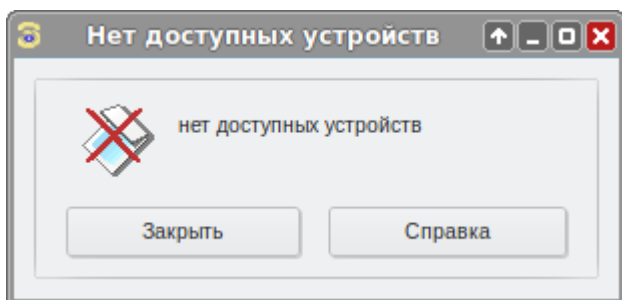 Нет доступных устройств
нет доступных устройств
Закрыть
Справка